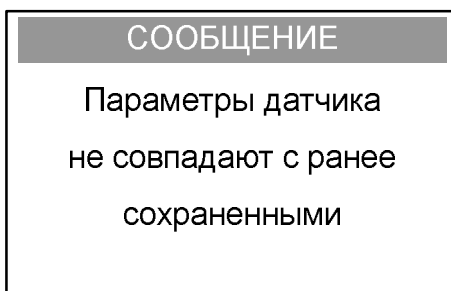 СООБЩЕНИЕ
Параметры датчика
не совпадают с ранее
сохраненными